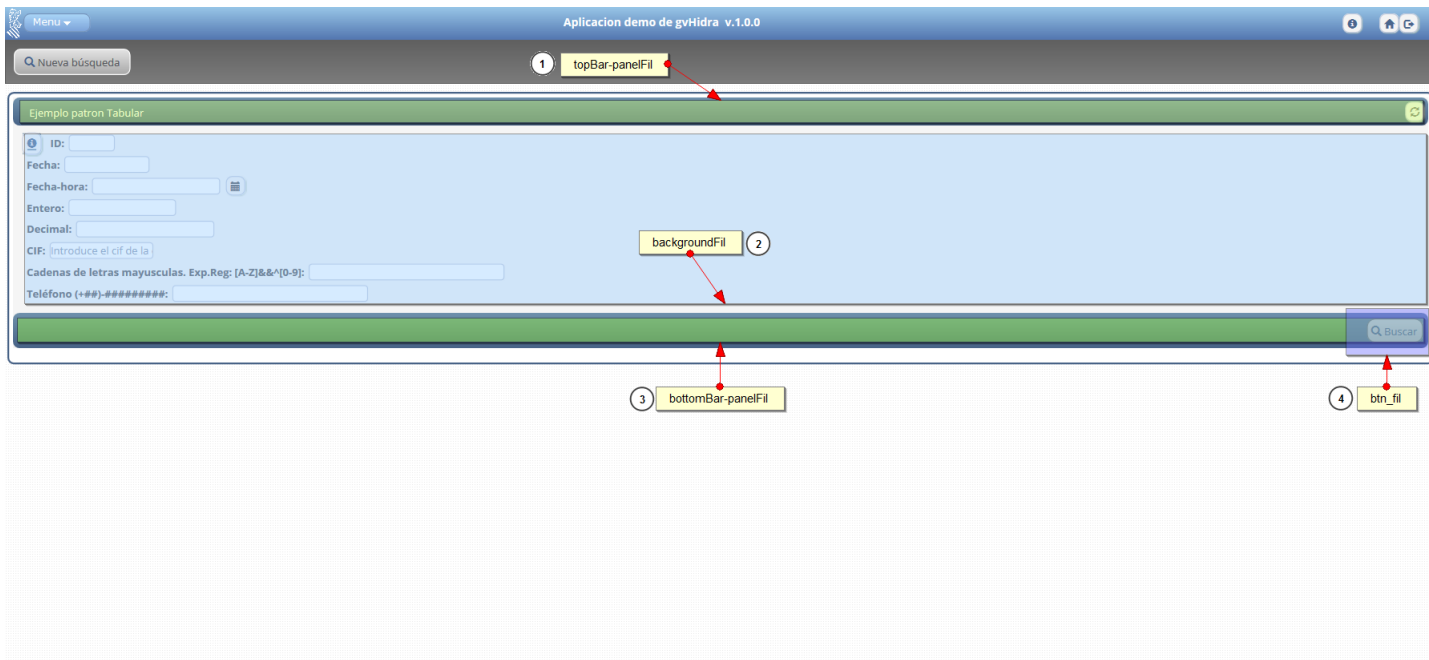 Menu
Aplicacion demo de gvHidra v.1.0.0
Nueva búsqueda
1
topBar-panelFil
Ejemplo patron Tabular
ID:
Fecha:
Fecha-hora:
Entero:
Decimal:
CIF: Introduce el cif de la
backgroundFil
2
Cadenas de letras mayusculas. Exp.Reg: [A-Z]&&^[0-9]:
Teléfono (+##)-#########:
Buscar
3
bottomBar-panelFil
4
btn_fil